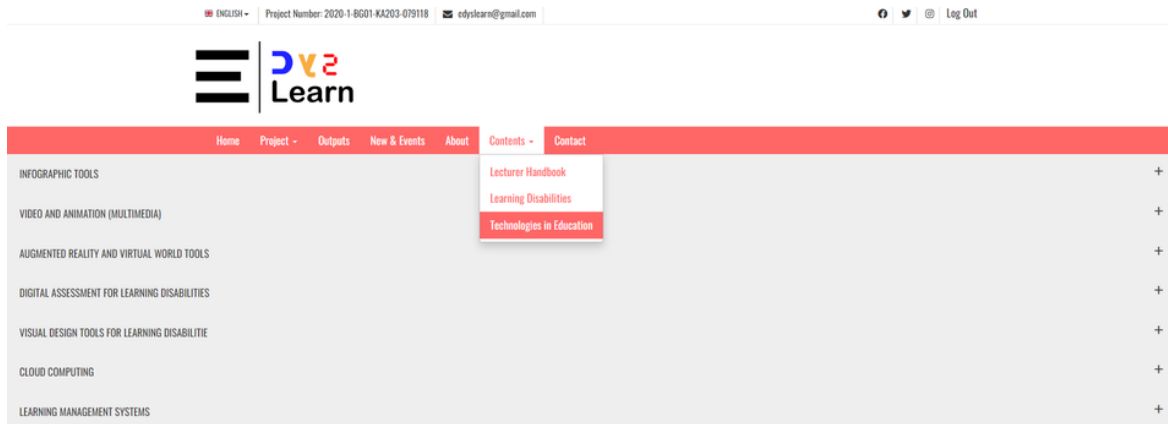 ENGLISH Project Number: 2020-1-BG01-KA203-079118 edyslearn@gmail.com Log Out
Dys
Learn
Home Project Outputs New & Events About Contents Contact
Lecturer Handbook
Learning Disabilities
Technologies in Education
INFOGRAPHIC TOOLS
VIDEO AND ANIMATION (MULTIMEDIA)
AUGMENTED REALITY AND VIRTUAL WORLD TOOLS
DIGITAL ASSESSMENT FOR LEARNING DISABILITIES
VISUAL DESIGN TOOLS FOR LEARNING DISABILITIE
CLOUD COMPUTING
LEARNING MANAGEMENT SYSTEMS